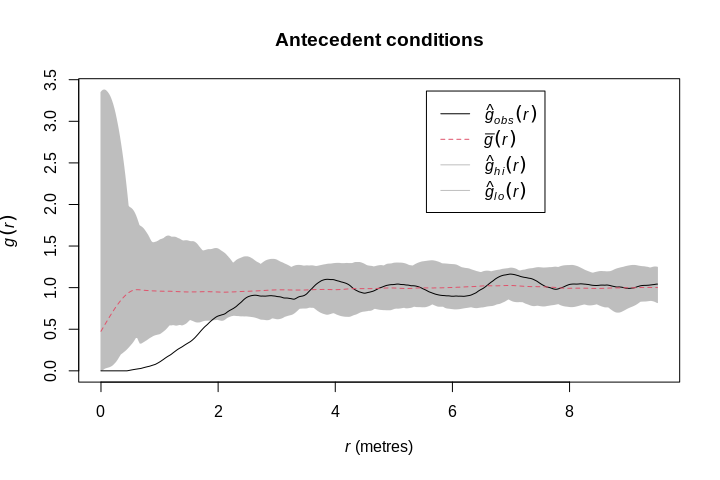 Antecedent conditions
3.5
3.0
2.5
2.0
1.5
1.0
0.5
0.0
g(r)
ĝobs(r)
g̅(r)
ĝhi(r)
ĝlo(r)
0 2 4 6 8
r (metres)